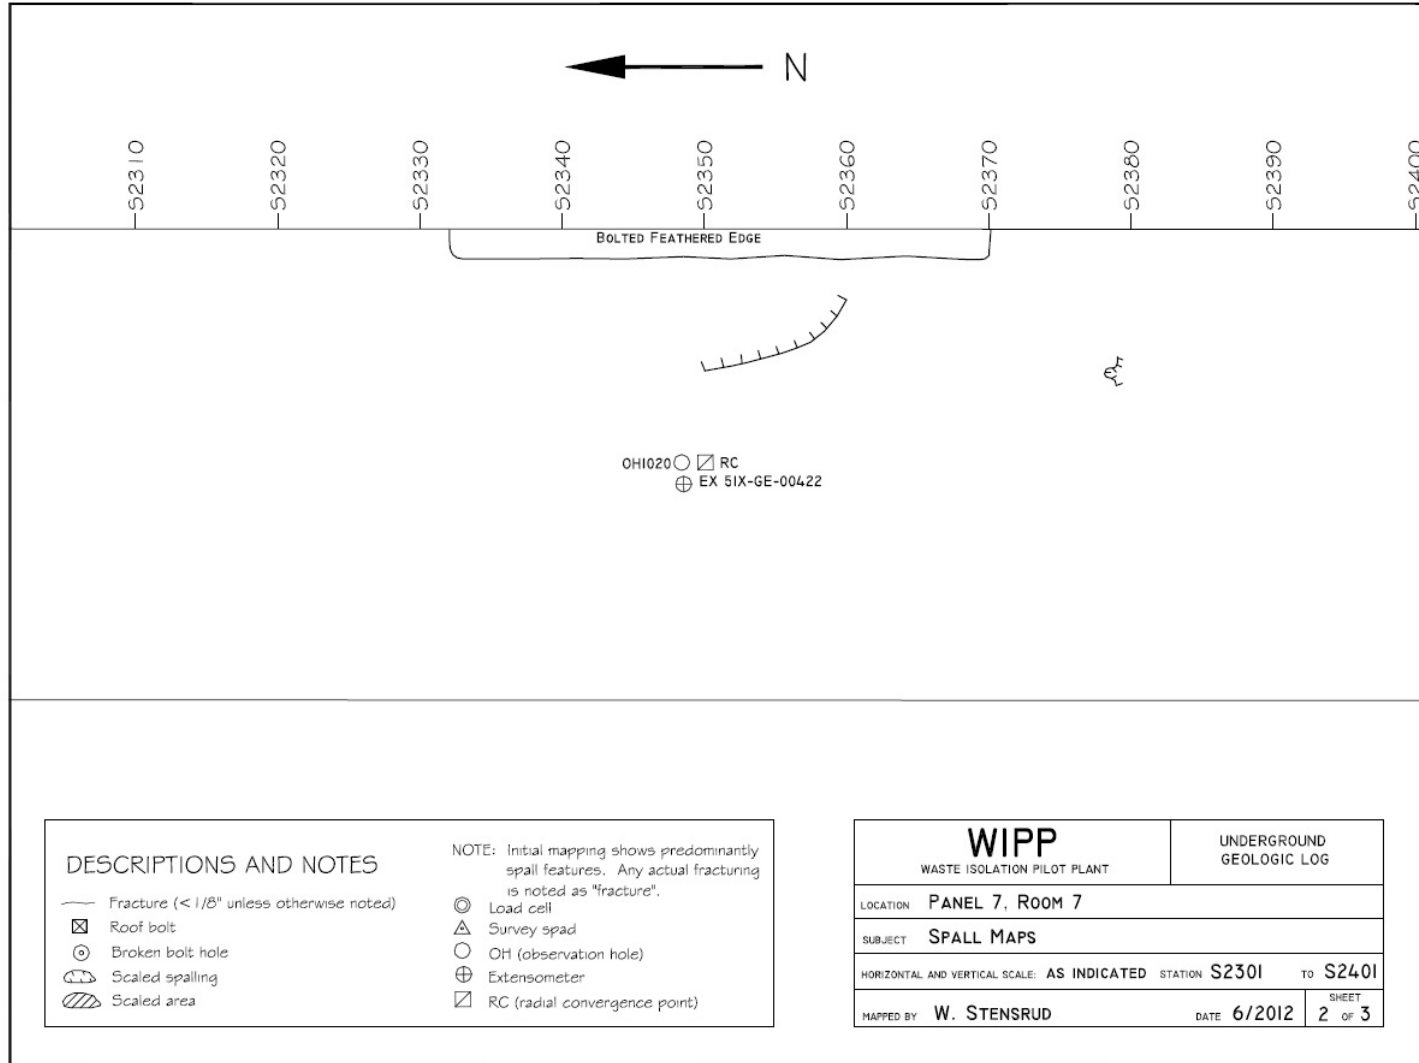 N
S2310
S2320
S2330
S2340
S2350
S2360
S2370
S2380
S2390
S2400
BOLTED FEATHERED EDGE
OH1020 RC
EX 51X-GE-00422
DESCRIPTIONS AND NOTES
Fracture (< 1/8" unless otherwise noted)
Roof bolt
Broken bolt hole
Scaled spalling
Scaled area
NOTE: Initial mapping shows predominantly
spall features. Any actual fracturing
is noted as "fracture".
Load cell
Survey spad
OH (observation hole)
Extensometer
RC (radial convergence point)
WIPP
WASTE ISOLATION PILOT PLANT
UNDERGROUND
GEOLOGIC LOG
LOCATION PANEL 7, ROOM 7
SUBJECT SPALL MAPS
HORIZONTAL AND VERTICAL SCALE: AS INDICATED STATION S2301 TO S2401
MAPPED BY W. STENSRUD DATE 6/2012
SHEET
2 OF 3